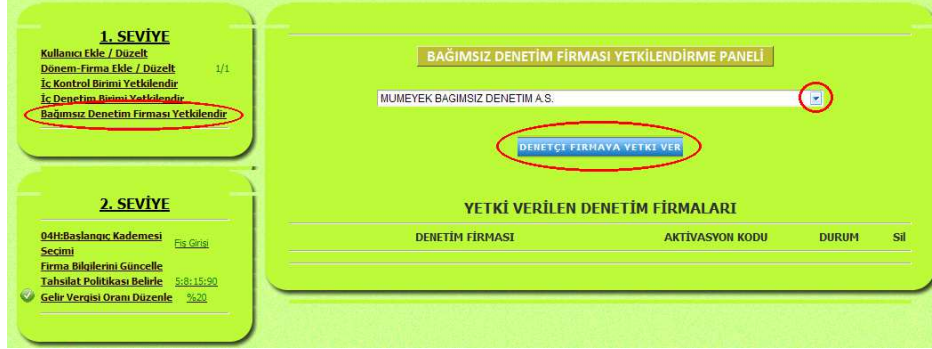 1. SEVİYE
Kullanıcı Ekle / Düzelt
Dönem-Firma Ekle / Düzelt 1/1
İç Kontrol Birimi Yetkilendir
İç Denetim Birimi Yetkilendir
Bağımsız Denetim Firması Yetkilendir
BAĞIMSIZ DENETİM FİRMASI YETKİLENDİRME PANELİ
MUMEYEK BAGIMSIZ DENETIM A.S.
DENETÇİ FIRMAYA YETKI VER
2. SEVİYE
04H:Başlangıç Kademesi Seçimi Fiş Girişi
Firma Bilgilerini Güncelle
Tahsilat Politikası Belirle 5:8:15:90
Gelir Vergisi Oranı Düzenle %20
YETKİ VERİLEN DENETİM FİRMALARI
DENETİM FİRMASI AKTİVASYON KODU DURUM Sil